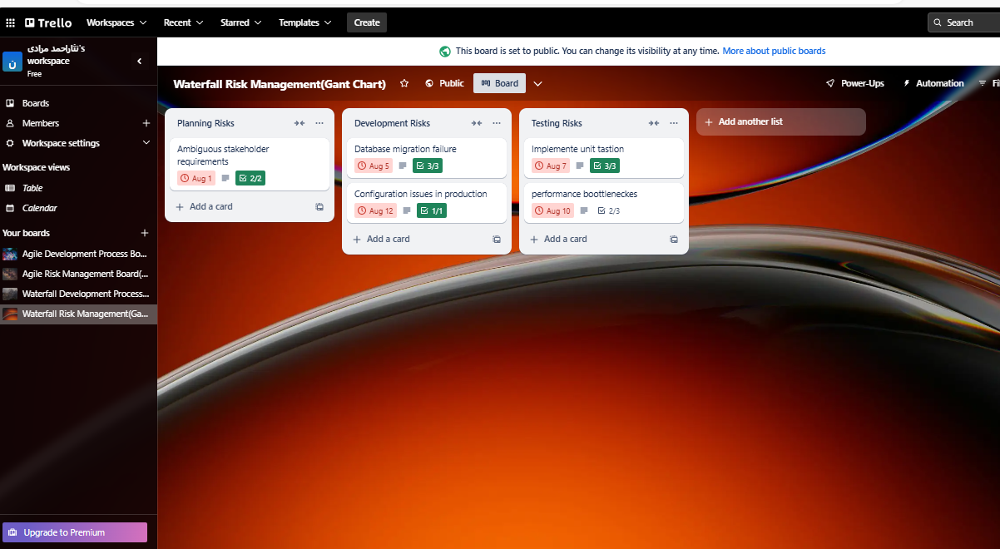 Trello
Workspaces
Recent
Starred
Templates
Create
Search
نثاراحمد مرادی's
workspace
Free
Boards
Members
Workspace settings
Workspace views
Table
Calendar
Your boards
Agile Development Process Bo...
Agile Risk Management Board(...
Waterfall Development Process...
Waterfall Risk Management(Ga...
Upgrade to Premium
This board is set to public. You can change its visibility at any time. More about public boards
Waterfall Risk Management(Gant Chart)
Public
Board
Power-Ups
Automation
Planning Risks
Ambiguous stakeholder
requirements
Aug 1
2/2
Add a card
Development Risks
Database migration failure
Aug 5
3/3
Configuration issues in production
Aug 12
1/1
Add a card
Testing Risks
Implemente unit tastion
Aug 7
3/3
performance boottleneckes
Aug 10
2/3
Add a card
Add another list